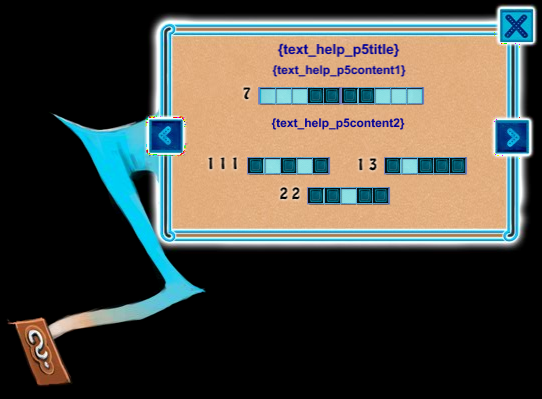 {text_help_p5title}
{text_help_p5content1}
7
{text_help_p5content2}
1 1 1
1 3
2 2
?